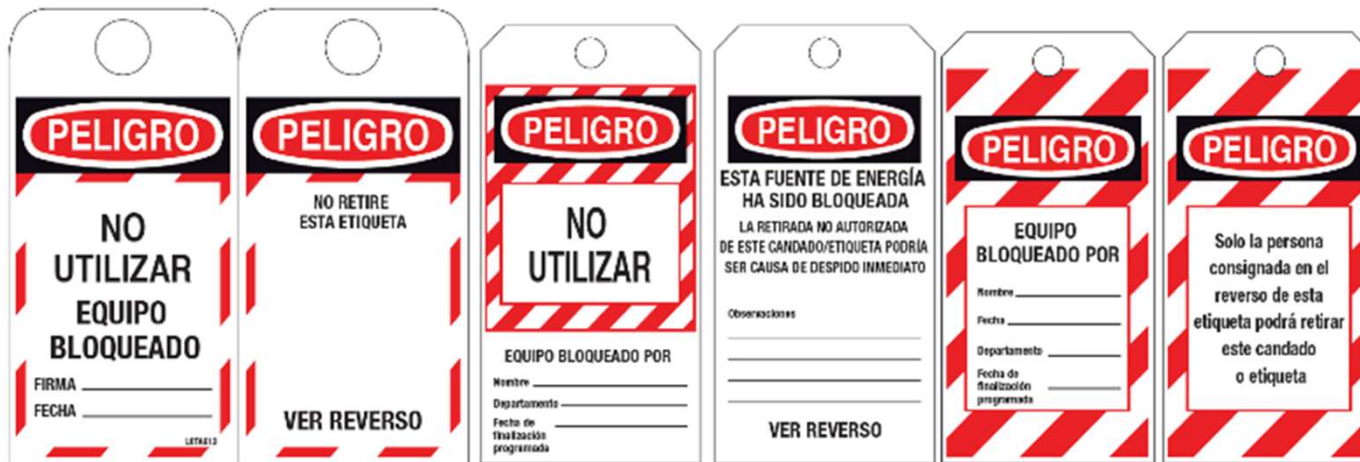 PELIGRO
NO
UTILIZAR
EQUIPO
BLOQUEADO
FIRMA
FECHA
PELIGRO
NO RETIRE
ESTA ETIQUETA
VER REVERSO
PELIGRO
NO
UTILIZAR
EQUIPO BLOQUEADO POR
Nombre
Departamento
Fecha de
finalización
programada
PELIGRO
ESTA FUENTE DE ENERGÍA
HA SIDO BLOQUEADA
LA RETIRADA NO AUTORIZADA
DE ESTE CANDADO/ETIQUETA PODRÍA
SER CAUSA DE DESPIDO INMEDIATO
Observaciones
VER REVERSO
PELIGRO
EQUIPO
BLOQUEADO POR
Nombre
Fecha
Departamento
Fecha de
finalización
programada
PELIGRO
Solo la persona
consignada en el
reverso de esta
etiqueta podrá retirar
este candado
o etiqueta